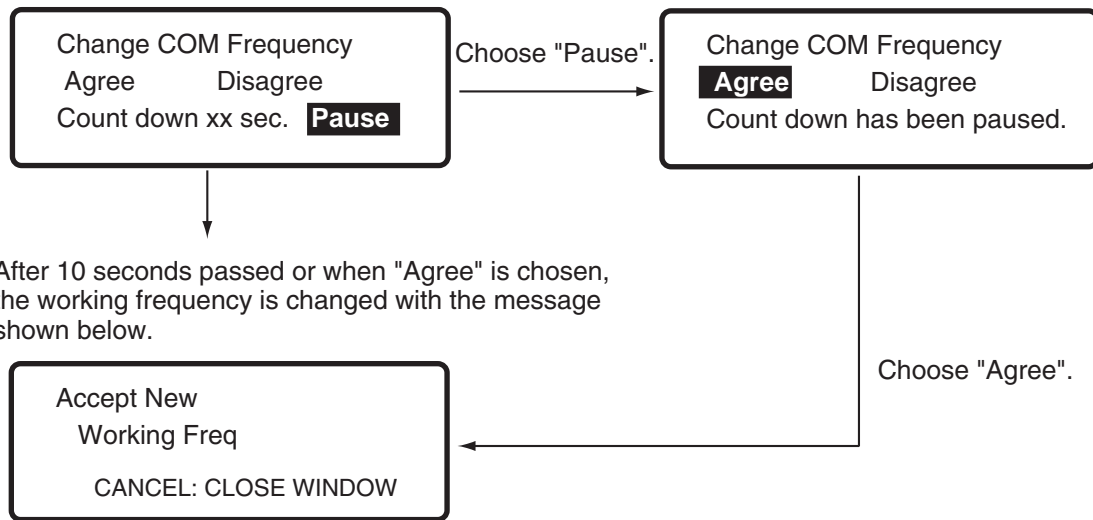 Change COM Frequency
Agree Disagree
Count down xx sec. Pause
Choose "Pause".
Change COM Frequency
Agree Disagree
Count down has been paused.
After 10 seconds passed or when "Agree" is chosen,
the working frequency is changed with the message
shown below.
Choose "Agree".
Accept New
Working Freq
CANCEL: CLOSE WINDOW